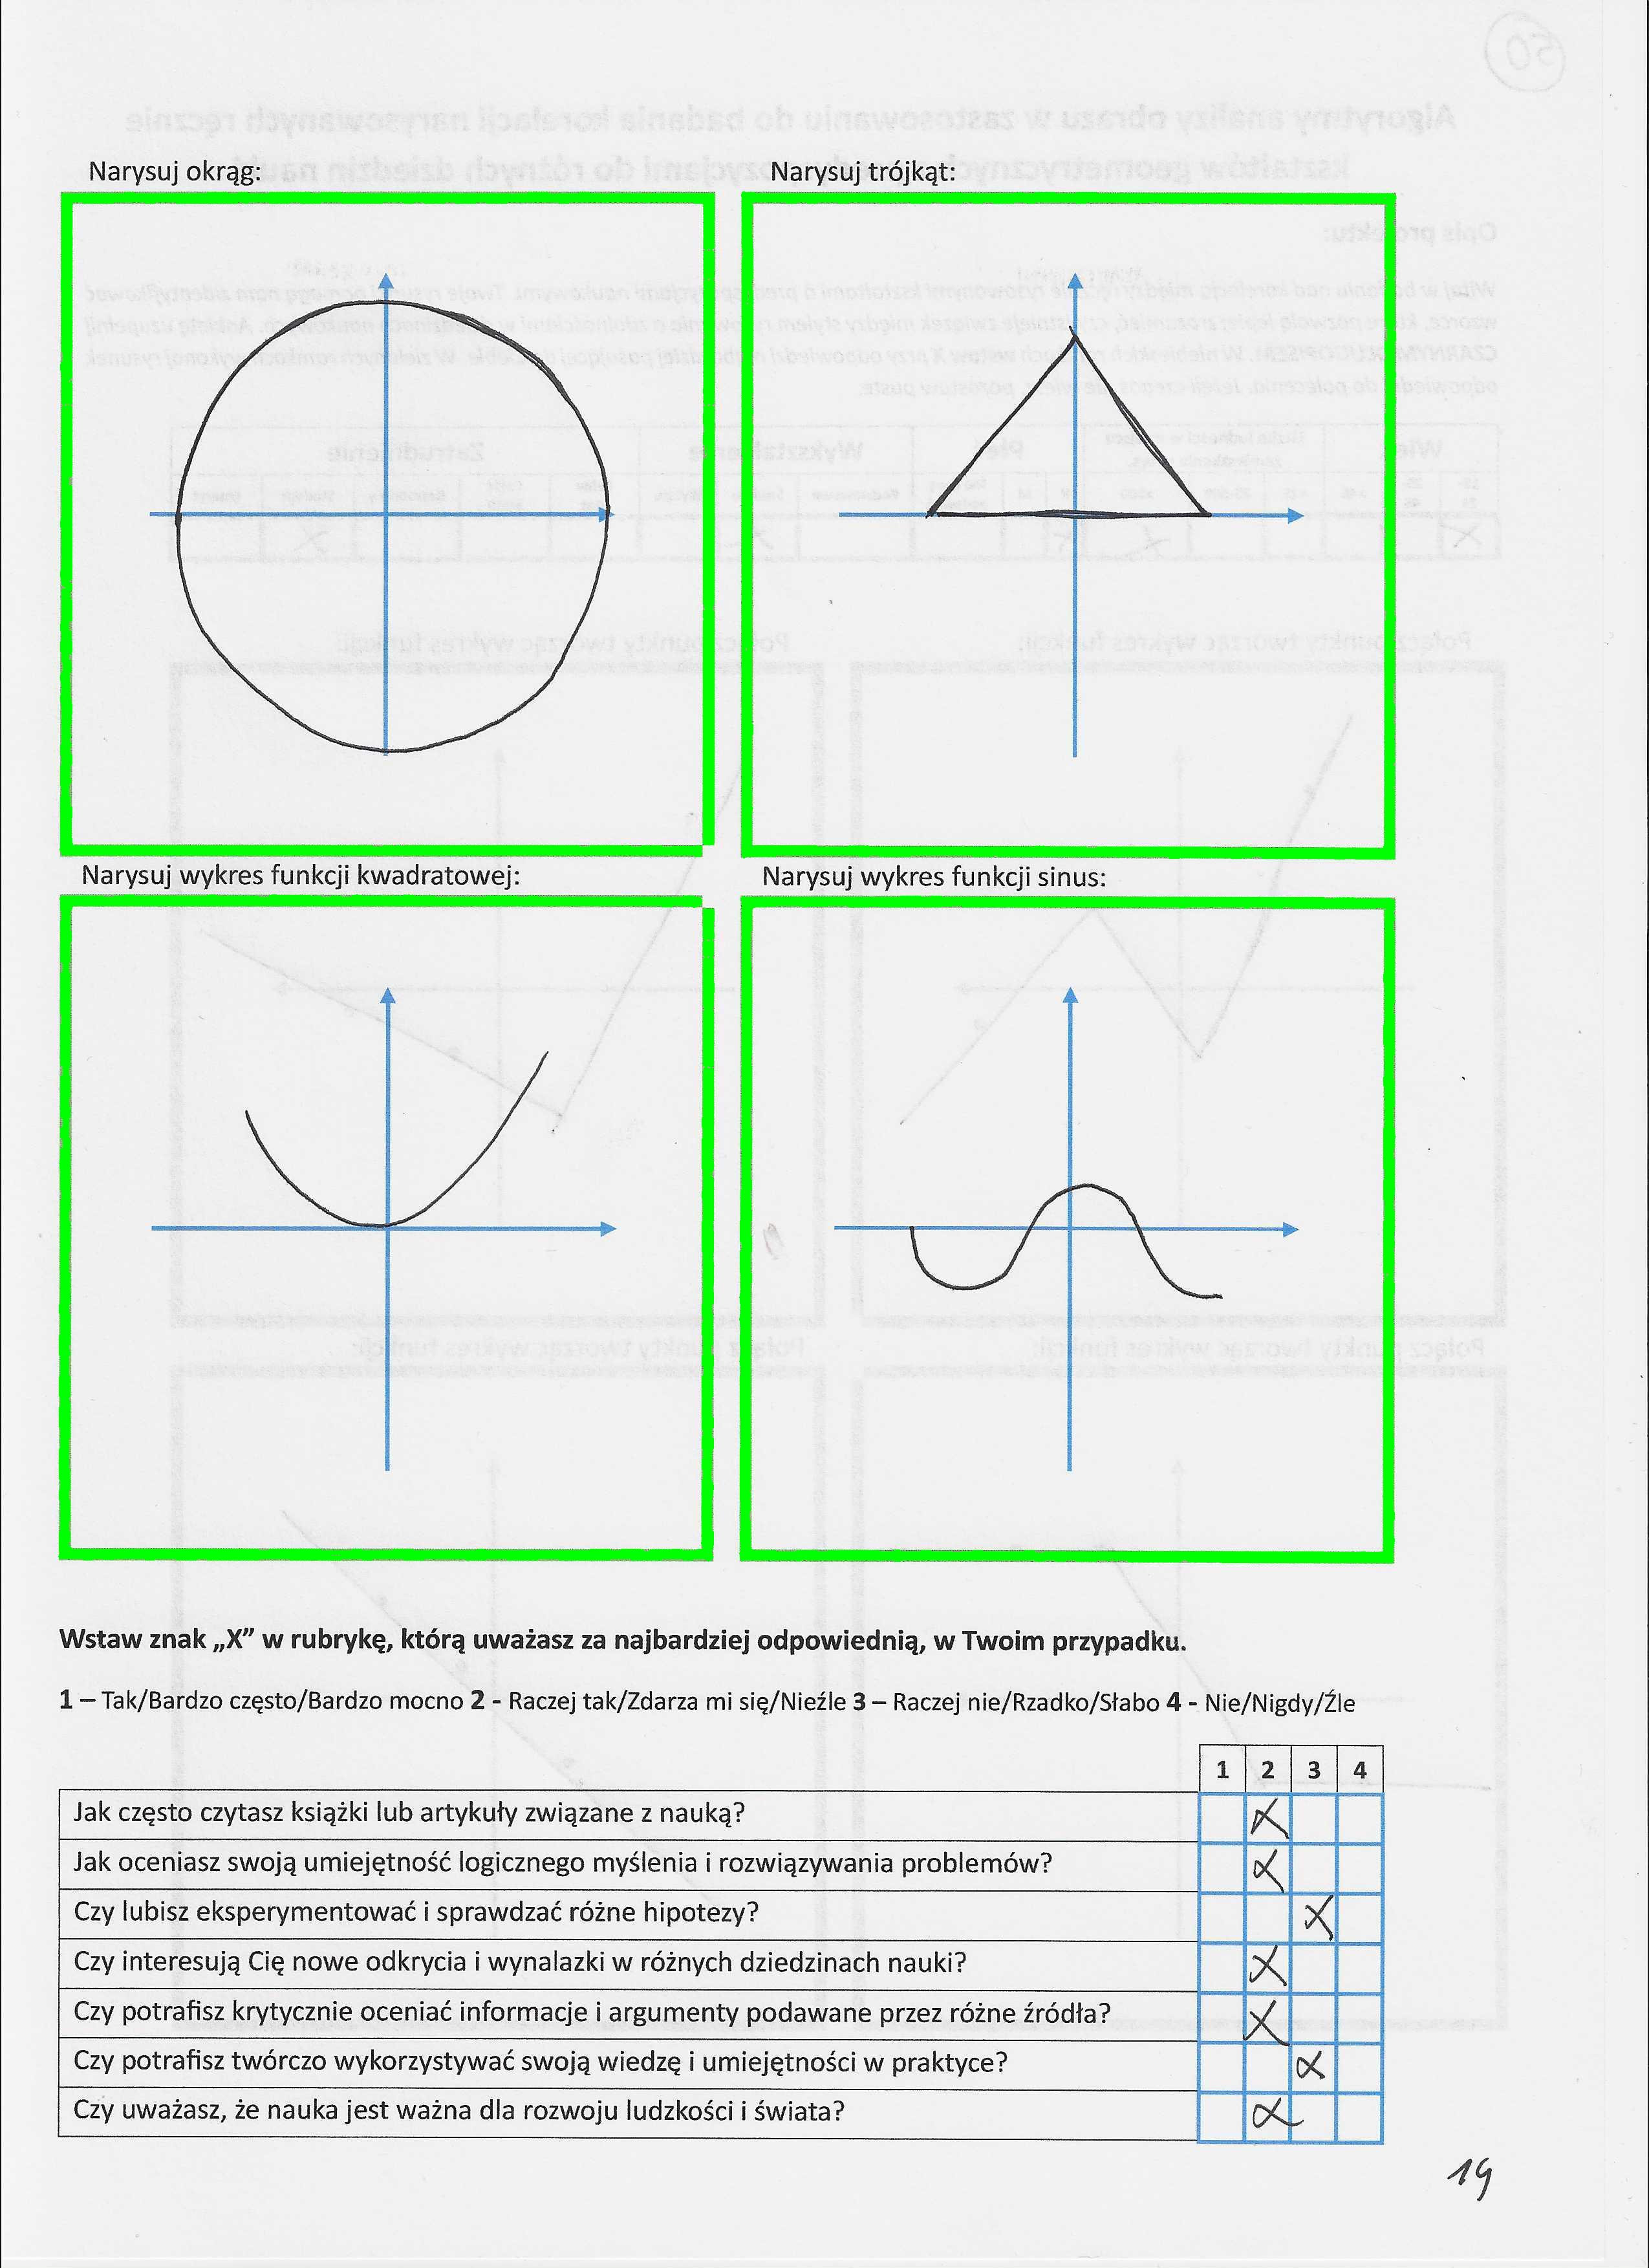 Narysuj okrąg:
Narysuj trójkąt:
Narysuj wykres funkcji kwadratowej:
Narysuj wykres funkcji sinus:
Wstaw znak „X” w rubrykę, którą uważasz za najbardziej odpowiednią, w Twoim przypadku.
1 – Tak/Bardzo często/Bardzo mocno 2 - Raczej tak/Zdarza mi się/Nieźle 3 – Raczej nie/Rzadko/Słabo 4 - Nie/Nigdy/Źle
1 2 3 4
Jak często czytasz książki lub artykuły związane z nauką? X
Jak oceniasz swoją umiejętność logicznego myślenia i rozwiązywania problemów? X
Czy lubisz eksperymentować i sprawdzać różne hipotezy? X
Czy interesują Cię nowe odkrycia i wynalazki w różnych dziedzinach nauki? X
Czy potrafisz krytycznie oceniać informacje i argumenty podawane przez różne źródła? X
Czy potrafisz twórczo wykorzystywać swoją wiedzę i umiejętności w praktyce? X
Czy uważasz, że nauka jest ważna dla rozwoju ludzkości i świata? X
19